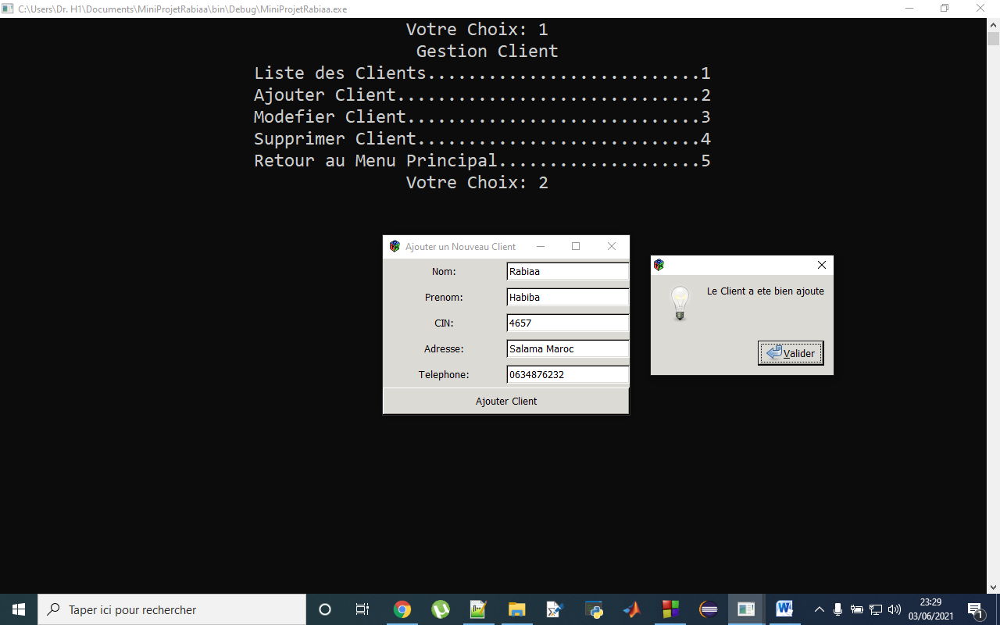 C:\Users\Dr. H1\Documents\MiniProjetRabiaa\bin\Debug\MiniProjetRabiaa.exe
Votre Choix: 1
Gestion Client
Liste des Clients...........................1
Ajouter Client..............................2
Modefier Client.............................3
Supprimer Client............................4
Retour au Menu Principal....................5
Votre Choix: 2
Ajouter un Nouveau Client
Nom: Rabiaa
Prenom: Habiba
CIN: 4657
Adresse: Salama Maroc
Telephone: 0634876232
Ajouter Client
Le Client a ete bien ajoute
Valider
Taper ici pour rechercher
23:29
03/06/2021
1